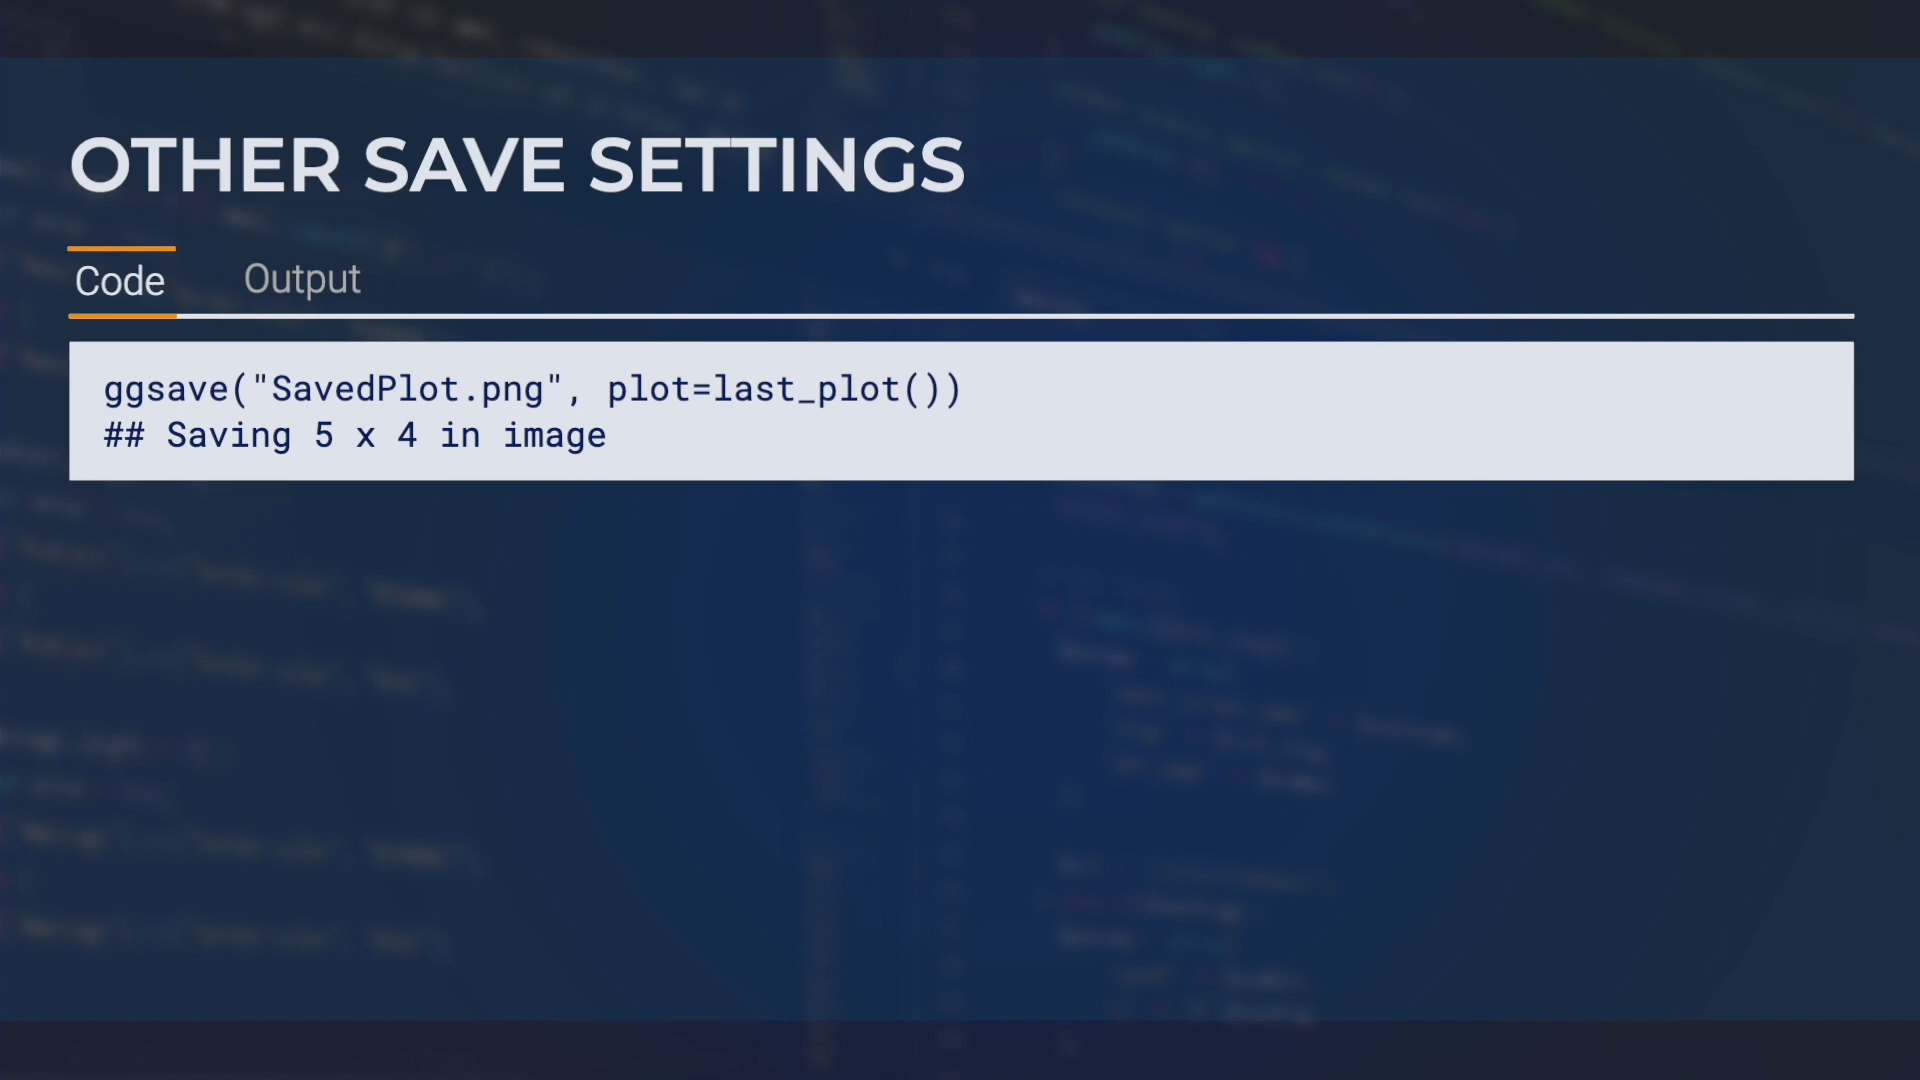 OTHER SAVE SETTINGS
Code Output
ggsave("SavedPlot.png", plot=last_plot())
## Saving 5 x 4 in image